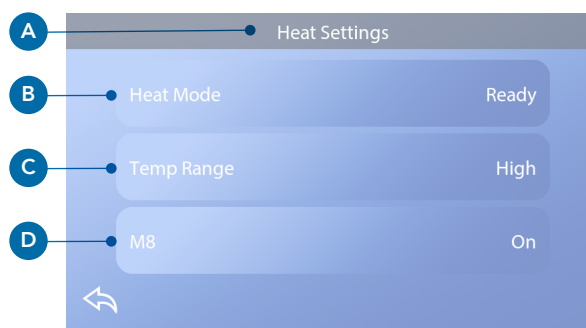 A Heat Settings
B Heat Mode Ready
C Temp Range High
D M8 On